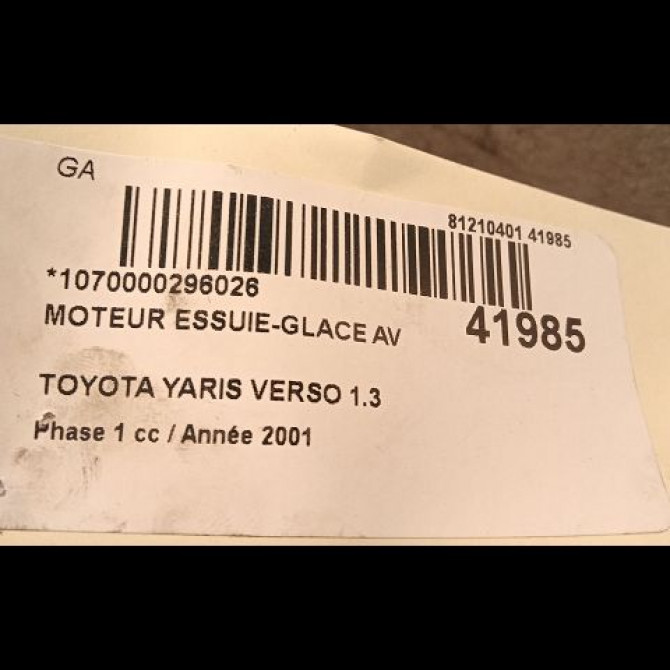 GA
81210401 41985
*1070000296026
MOTEUR ESSUIE-GLACE AV
41985
TOYOTA YARIS VERSO 1.3
Phase 1 cc / Année 2001